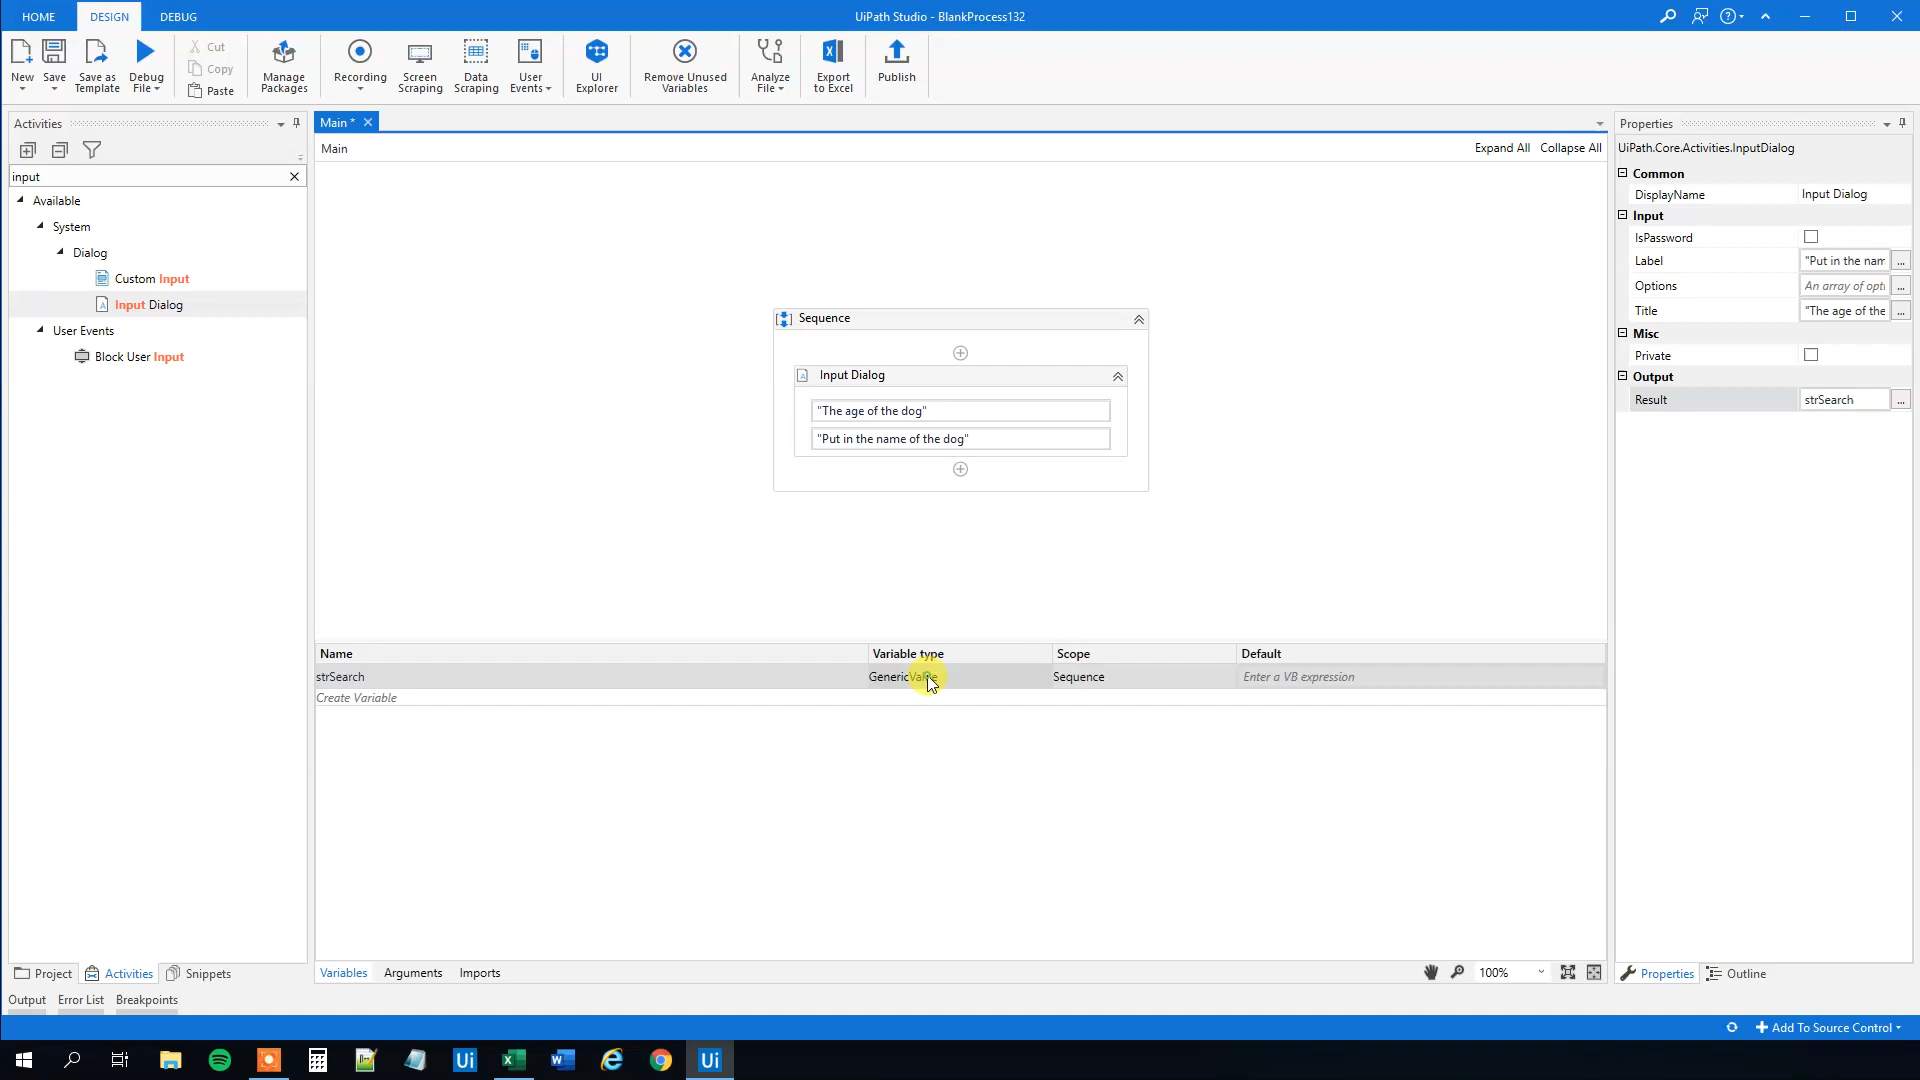 HOME
DESIGN
DEBUG
UiPath Studio - BlankProcess132
New
Save
Save as Template
Debug File
Cut
Copy
Paste
Manage Packages
Recording
Screen Scraping
Data Scraping
User Events
UI Explorer
Remove Unused Variables
Analyze File
Export to Excel
Publish
Activities
input
Available
System
Dialog
Custom Input
Input Dialog
User Events
Block User Input
Main *
Main
Expand All
Collapse All
Sequence
Input Dialog
"The age of the dog"
"Put in the name of the dog"
Name
Variable type
Scope
Default
strSearch
GenericValue
Sequence
Enter a VB expression
Create Variable
Variables
Arguments
Imports
100%
Properties
UiPath.Core.Activities.InputDialog
Common
DisplayName
Input Dialog
Input
IsPassword
Label
"Put in the nam
...
Options
An array of opti
...
Title
"The age of the
...
Misc
Private
Output
Result
strSearch
...
Project
Activities
Snippets
Properties
Outline
Output
Error List
Breakpoints
Add To Source Control
Ui
Ui